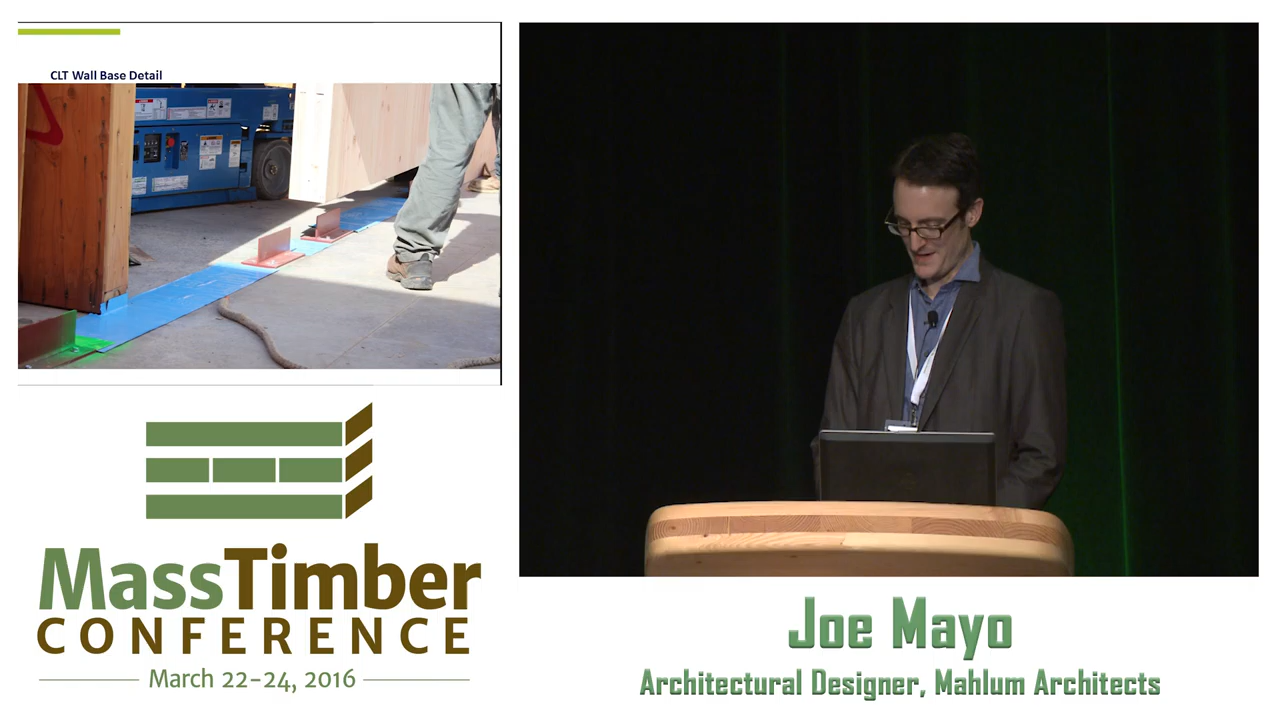 CLT Wall Base Detail
MassTimber
CONFERENCE
March 22-24, 2016
Joe Mayo
Architectural Designer, Mahlum Architects